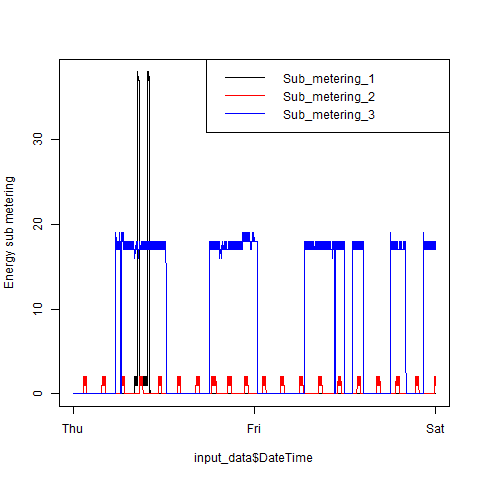 Sub_metering_1
Sub_metering_2
Sub_metering_3
30
20
10
0
Energy sub metering
Thu Fri Sat
input_data$DateTime